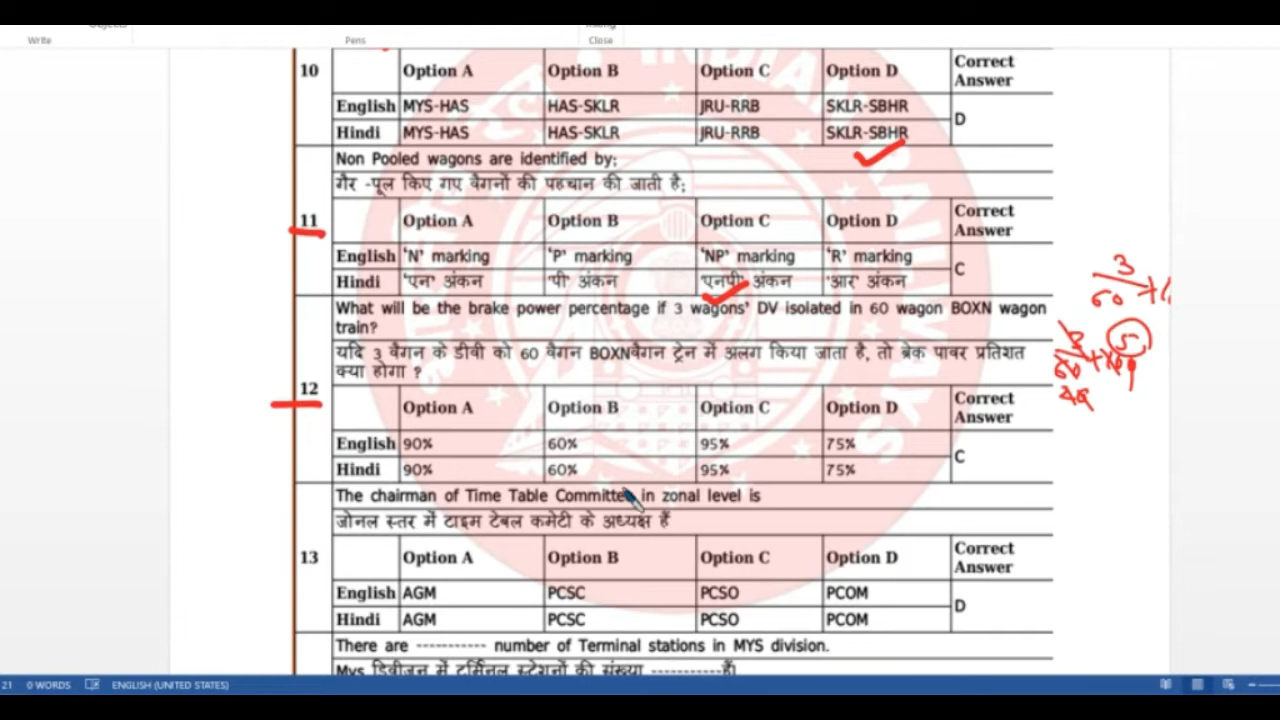 Write
Pens
Close
10 Option A Option B Option C Option D Correct Answer
English MYS-HAS HAS-SKLR JRU-RRB SKLR-SBHR D
Hindi MYS-HAS HAS-SKLR JRU-RRB SKLR-SBHR
Non Pooled wagons are identified by;
गैर -पूल किए गए वैगनों की पहचान की जाती है;
11 Option A Option B Option C Option D Correct Answer
English 'N' marking 'P' marking 'NP' marking 'R' marking C
Hindi 'एन' अंकन 'पी' अंकन 'एनपी' अंकन 'आर' अंकन
What will be the brake power percentage if 3 wagons' DV isolated in 60 wagon BOXN wagon
train?
यदि 3 वैगन के डीवी को 60 वैगन BOXNवैगन ट्रेन में अलग किया जाता है, तो ब्रेक पावर प्रतिशत
क्या होगा ?
12 Option A Option B Option C Option D Correct Answer
English 90% 60% 95% 75% C
Hindi 90% 60% 95% 75%
The chairman of Time Table Committee in zonal level is
जोनल स्तर में टाइम टेबल कमेटी के अध्यक्ष हैं
13 Option A Option B Option C Option D Correct Answer
English AGM PCSC PCSO PCOM D
Hindi AGM PCSC PCSO PCOM
There are ----------- number of Terminal stations in MYS division.
Mys डिवीजन में टर्मिनल स्टेशनों की संख्या -----------हैं।
21 0 WORDS ENGLISH (UNITED STATES)